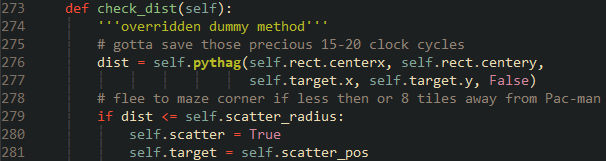 273 def check_dist(self):
274 '''overridden dummy method'''
275 # gotta save those precious 15-20 clock cycles
276 dist = self.pythag(self.rect.centerx, self.rect.centery,
277 self.target.x, self.target.y, False)
278 # flee to maze corner if less then or 8 tiles away from Pac-man
279 if dist <= self.scatter_radius:
280 self.scatter = True
281 self.target = self.scatter_pos